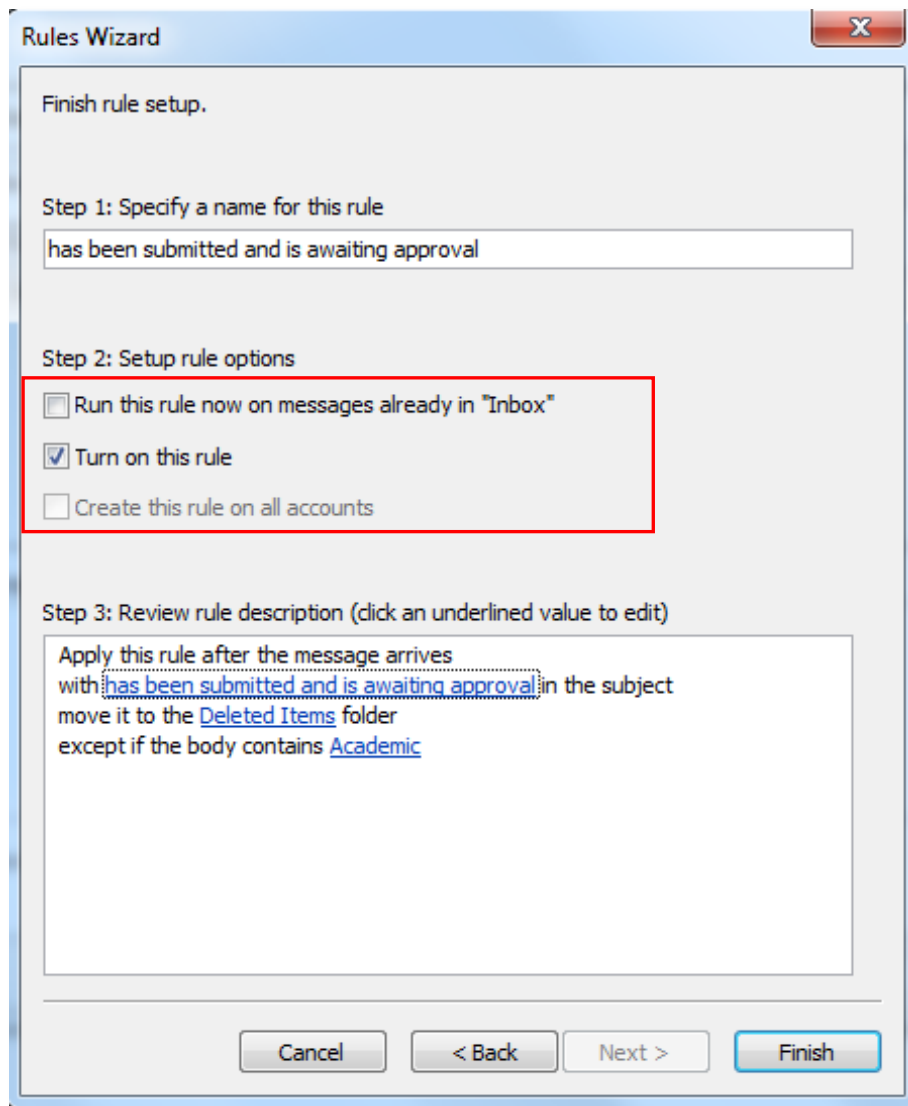 Rules Wizard
Finish rule setup.
Step 1: Specify a name for this rule
has been submitted and is awaiting approval
Step 2: Setup rule options
Run this rule now on messages already in "Inbox"
Turn on this rule
Create this rule on all accounts
Step 3: Review rule description (click an underlined value to edit)
Apply this rule after the message arrives
with has been submitted and is awaiting approval in the subject
move it to the Deleted Items folder
except if the body contains Academic
Cancel
< Back
Next >
Finish